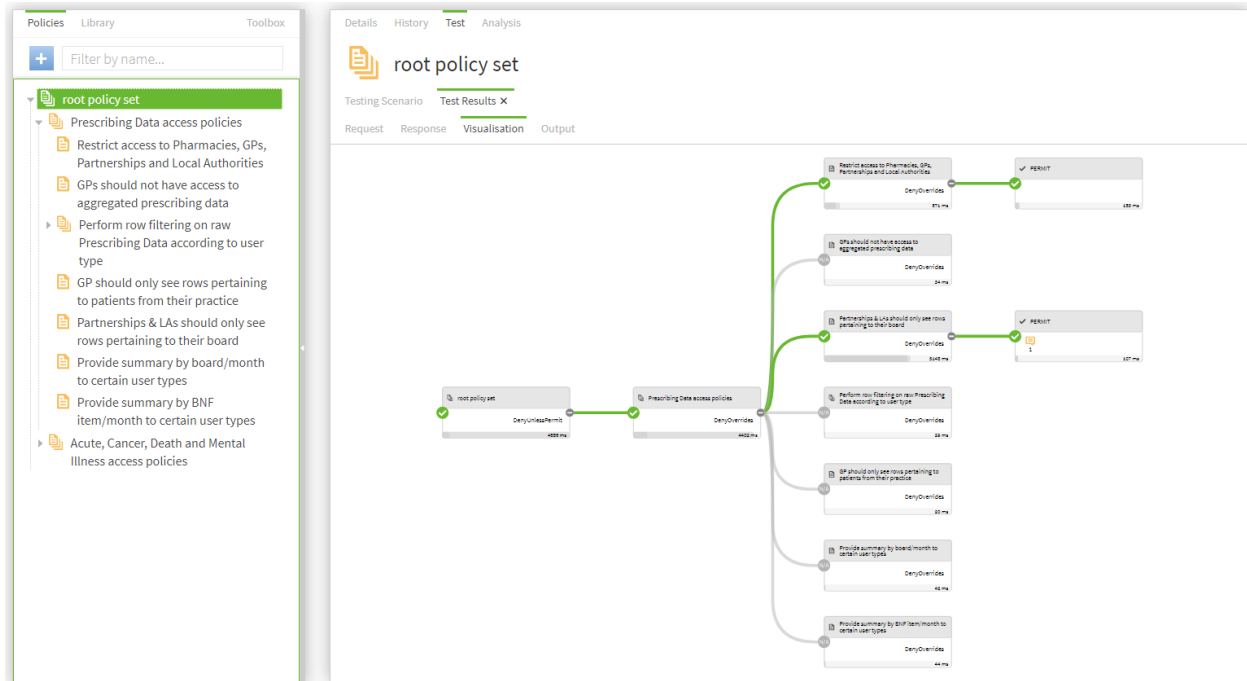 Policies Library Toolbox
Filter by name...
root policy set
Prescribing Data access policies
Restrict access to Pharmacies, GPs,
Partnerships and Local Authorities
GPs should not have access to
aggregated prescribing data
Perform row filtering on raw
Prescribing Data according to user
type
GP should only see rows pertaining
to patients from their practice
Partnerships & LAs should only see
rows pertaining to their board
Provide summary by board/month
to certain user types
Provide summary by BNF
item/month to certain user types
Acute, Cancer, Death and Mental
Illness access policies
Details History Test Analysis
root policy set
Testing Scenario Test Results ×
Request Response Visualisation Output
root policy set
DenyUnlessPermit
Prescribing Data access policies
DenyOverrides
Restrict access to Pharmacies, GPs,
Partnerships and Local Authorities
DenyOverrides
PERMIT
GPs should not have access to
aggregated prescribing data
DenyOverrides
54 ms
Partnerships & LAs should only see rows
pertaining to their board
DenyOverrides
PERMIT
1
107 ms
Perform row filtering on raw Prescribing
Data according to user type
DenyOverrides
GP should only see rows pertaining to
patients from their practice
DenyOverrides
Provide summary by board/month to
certain user types
DenyOverrides
Provide summary by BNF item/month to
certain user types
DenyOverrides
44 ms